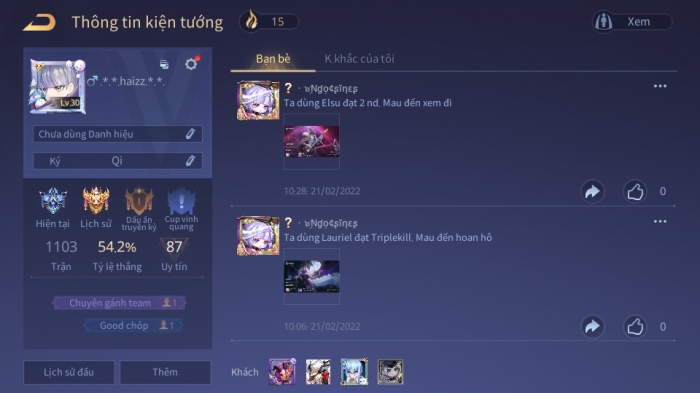 Thông tin kiện tướng
15
Xem
♂.*.*.haizz.*.*.
Lv.30
Chưa dùng Danh hiệu
Ký Qi
Hiện tại
Lịch sử
Dấu ấn truyền kỳ
Cup vinh quang
1103
54,2%
87
Trận
Tỷ lệ thắng
Uy tín
Chuyên gánh team 1
Good chóp 1
Lịch sử đấu
Thêm
Bạn bè
K.khắc của tôi
Ta dùng Elsu đạt 2 nd, Mau đến xem đi
10:28: 21/02/2022
0
Ta dùng Lauriel đạt Triplekill, Mau đến hoan hô
10:06: 21/02/2022
0
Khách